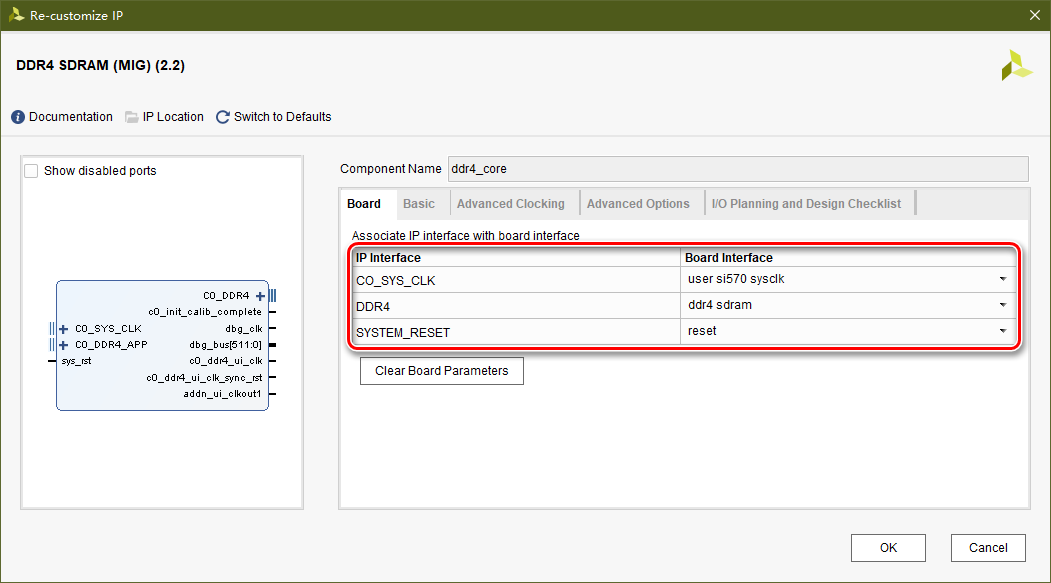 Re-customize IP
DDR4 SDRAM (MIG) (2.2)
Documentation IP Location Switch to Defaults
Show disabled ports
C0_DDR4
c0_init_calib_complete
C0_SYS_CLK dbg_clk
C0_DDR4_APP dbg_bus[511:0]
sys_rst c0_ddr4_ui_clk
c0_ddr4_ui_clk_sync_rst
addn_ui_clkout1
Component Name ddr4_core
Board Basic Advanced Clocking Advanced Options I/O Planning and Design Checklist
Associate IP interface with board interface
IP Interface Board Interface
C0_SYS_CLK user si570 sysclk
DDR4 ddr4 sdram
SYSTEM_RESET reset
Clear Board Parameters
OK Cancel